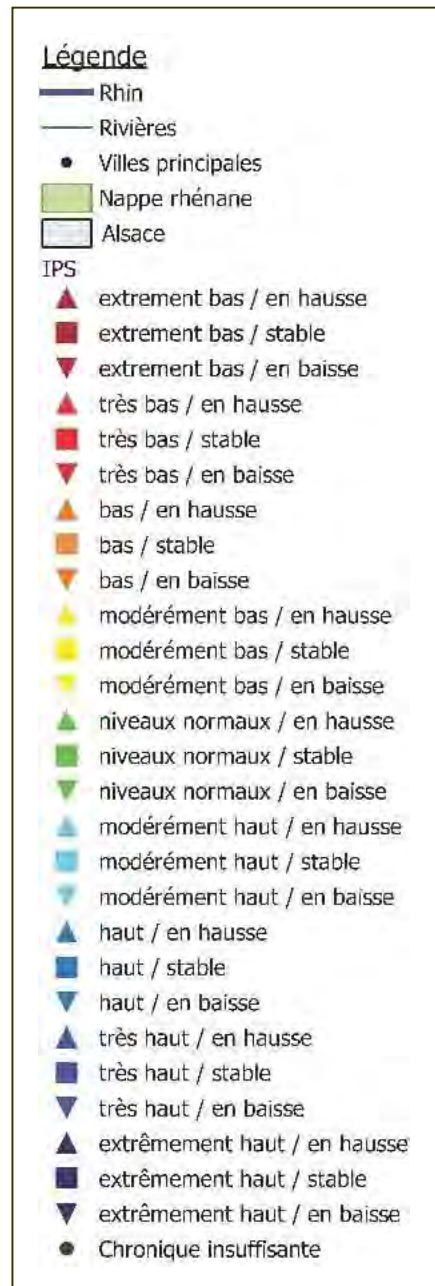 Légende
Rhin
Rivières
Villes principales
Nappe rhénane
Alsace
IPS
extrement bas / en hausse
extrement bas / stable
extrement bas / en baisse
très bas / en hausse
très bas / stable
très bas / en baisse
bas / en hausse
bas / stable
bas / en baisse
modérément bas / en hausse
modérément bas / stable
modérément bas / en baisse
niveaux normaux / en hausse
niveaux normaux / stable
niveaux normaux / en baisse
modérément haut / en hausse
modérément haut / stable
modérément haut / en baisse
haut / en hausse
haut / stable
haut / en baisse
très haut / en hausse
très haut / stable
très haut / en baisse
extrêmement haut / en hausse
extrêmement haut / stable
extrêmement haut / en baisse
Chronique insuffisante